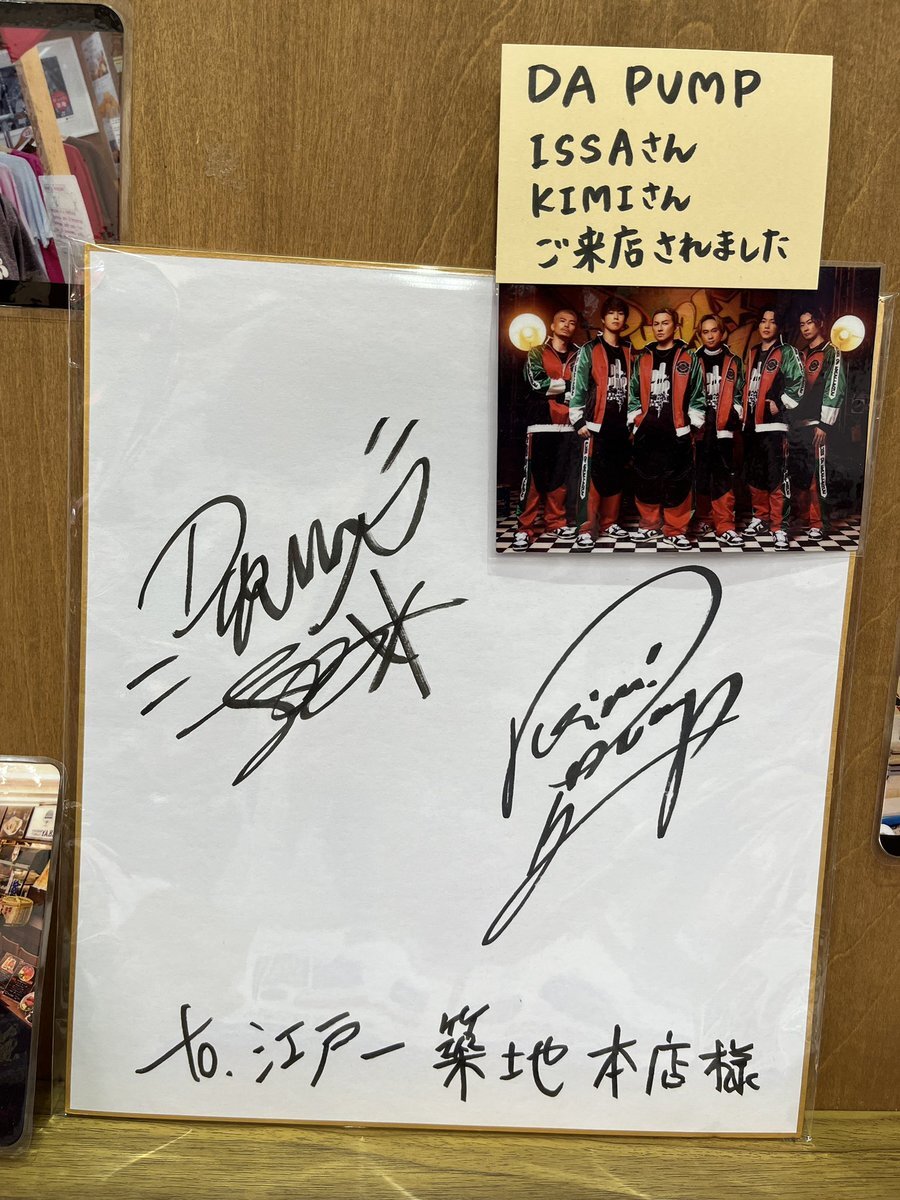 DA PUMP
ISSAさん
KIMIさん
ご来店されました
Kimi
to. 江戸一 築地 本店様